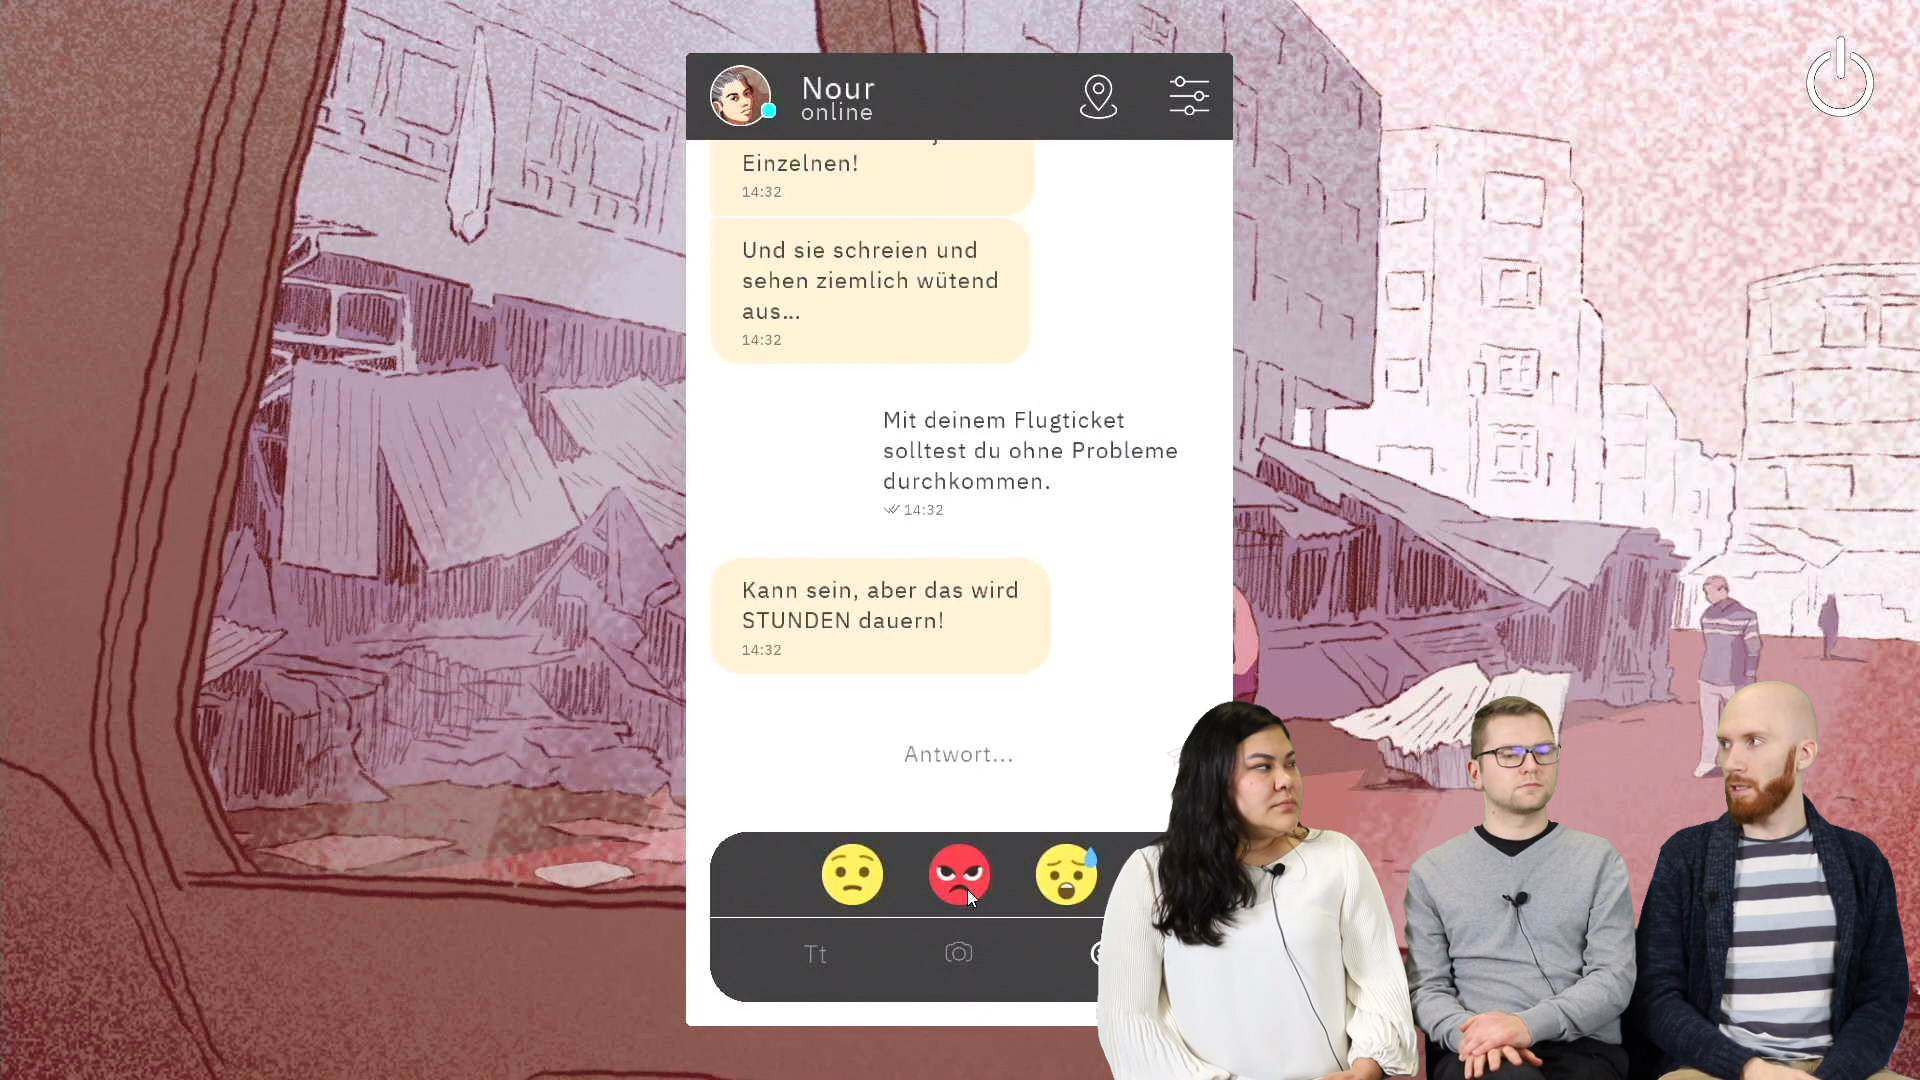 Nour
online
Einzelnen!
14:32
Und sie schreien und
sehen ziemlich wütend
aus...
14:32
Mit deinem Flugticket
solltest du ohne Probleme
durchkommen.
14:32
Kann sein, aber das wird
STUNDEN dauern!
14:32
Antwort...
Tt